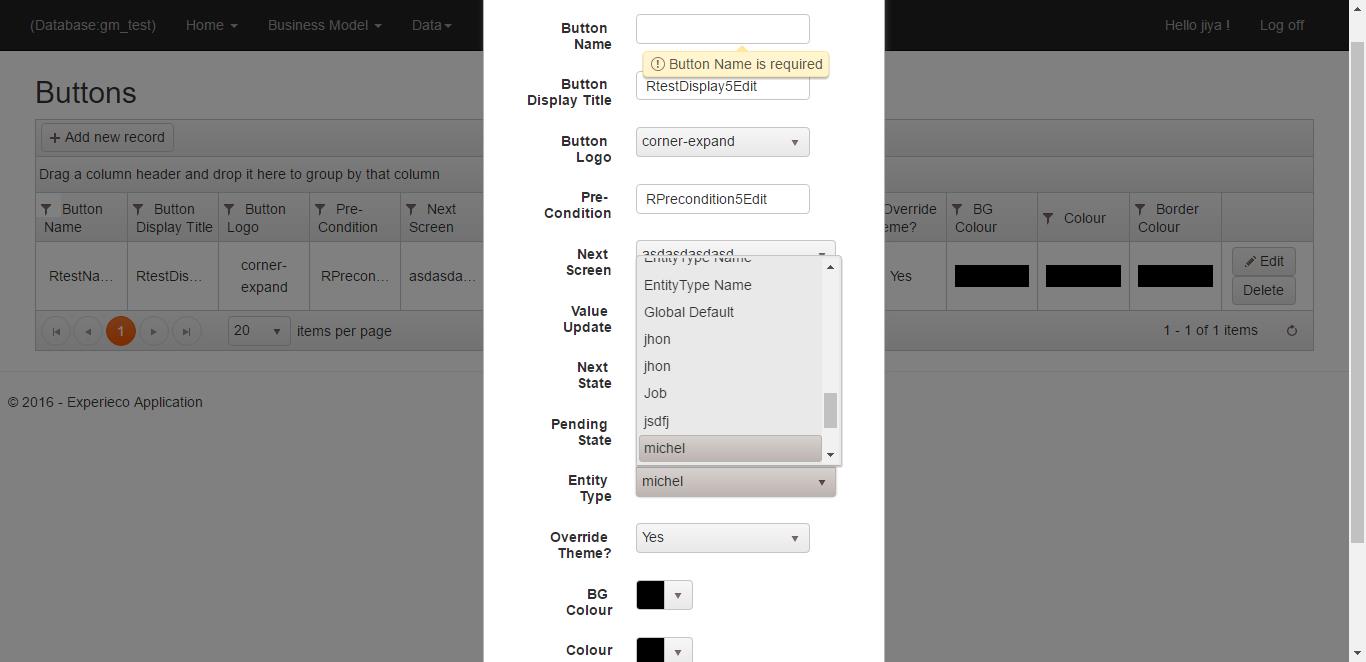 (Database:gm_test) Home Business Model Data Hello jiya ! Log off
Buttons
+ Add new record
Drag a column header and drop it here to group by that column
Button Name
Button Display Title
Button Logo
Pre-Condition
Next Screen
Override
eme?
BG Colour
Colour
Border Colour
RtestNa...
RtestDis...
corner-expand
RPrecon...
asdasda...
Yes
Edit
Delete
1
20
items per page
1 - 1 of 1 items
© 2016 - Experieco Application
Button
Name
Button Name is required
Button
Display Title
RtestDisplay5Edit
Button
Logo
corner-expand
Pre-
Condition
RPrecondition5Edit
Next
Screen
asdasdasdasd
EntityType Name
EntityType Name
Global Default
jhon
jhon
Job
jsdfj
michel
Value
Update
Next
State
Pending
State
Entity
Type
michel
Override
Theme?
Yes
BG
Colour
Colour